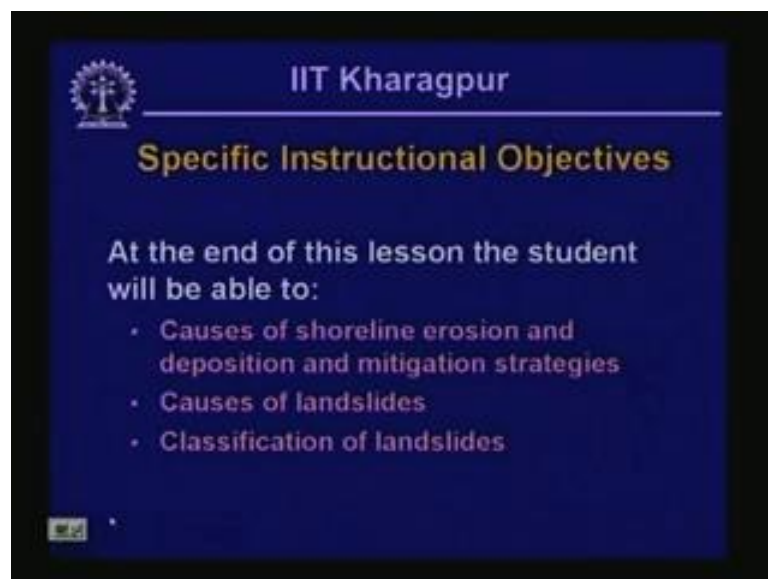 IIT Kharagpur
Specific Instructional Objectives
At the end of this lesson the student
will be able to:
• Causes of shoreline erosion and
deposition and mitigation strategies
• Causes of landslides
• Classification of landslides